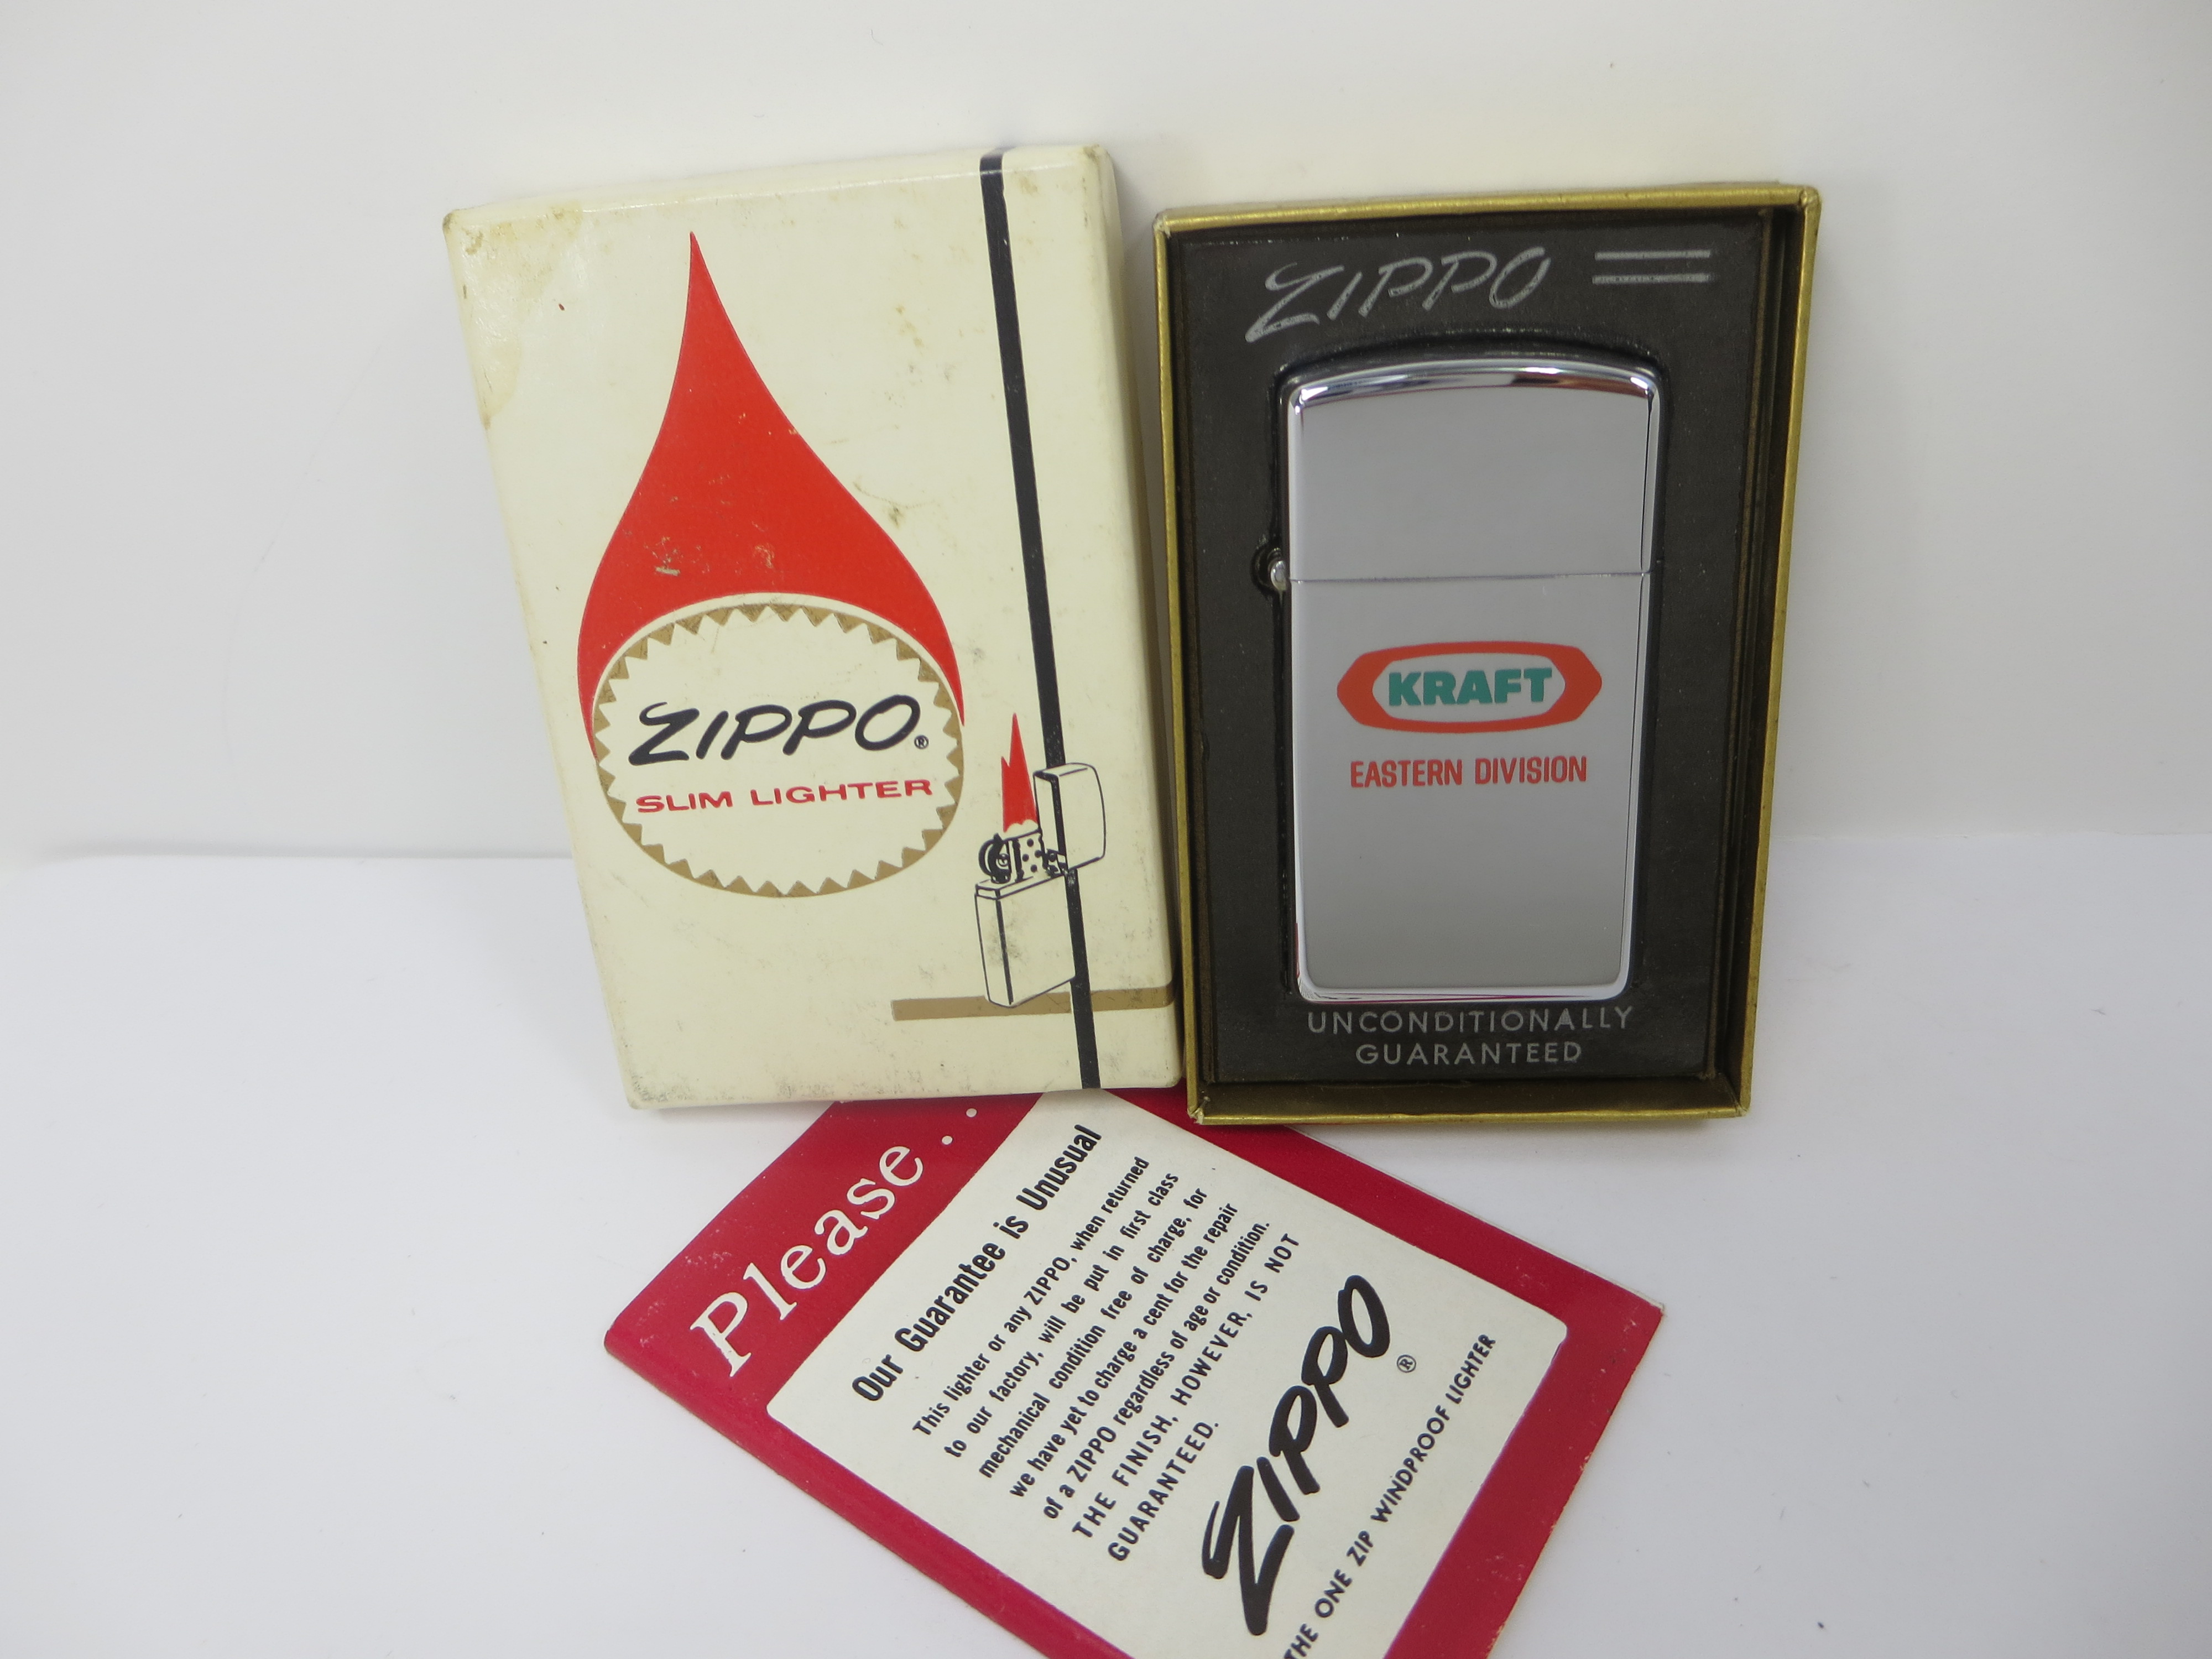 ZIPPO®
SLIM LIGHTER
ZIPPO
KRAFT
EASTERN DIVISION
UNCONDITIONALLY
GUARANTEED
Please . .
Our Guarantee is Unusual
This lighter or any ZIPPO, when returned
to our factory, will be put in first class
mechanical condition free of charge, for
we have yet to charge a cent for the repair
of a ZIPPO regardless of age or condition.
THE FINISH, HOWEVER, IS NOT
GUARANTEED.
ZIPPO®
THE ONE ZIP WINDPROOF LIGHTER